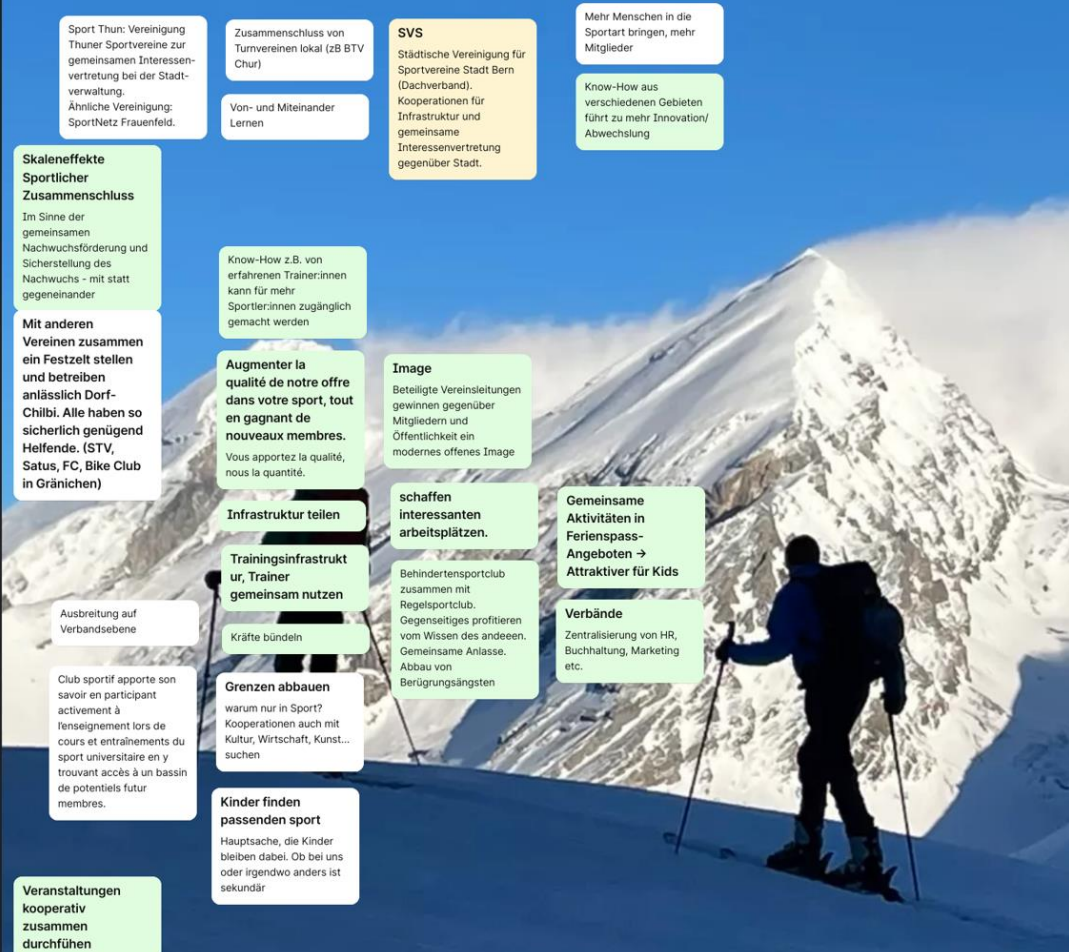 Sport Thun: Vereinigung
Thuner Sportvereine zur
gemeinsamen Interessen-
vertretung bei der Stadt-
verwaltung.
Ähnliche Vereinigung:
SportNetz Frauenfeld.
Zusammenschluss von
Turnvereinen lokal (zB BTV
Chur)
Von- und Miteinander
Lernen
SVS
Städtische Vereinigung für
Sportvereine Stadt Bern
(Dachverband).
Kooperationen für
Infrastruktur und
gemeinsame
Interessenvertretung
gegenüber Stadt.
Mehr Menschen in die
Sportart bringen, mehr
Mitglieder
Know-How aus
verschiedenen Gebieten
führt zu mehr Innovation/
Abwechslung
Skaleneffekte
Sportlicher
Zusammenschluss
Im Sinne der
gemeinsamen
Nachwuchsförderung und
Sicherstellung des
Nachwuchs - mit statt
gegeneinander
Mit anderen
Vereinen zusammen
ein Festzelt stellen
und betreiben
anlässlich Dorf-
Chilbi. Alle haben so
sicherlich genügend
Helfende. (STV,
Satus, FC, Bike Club
in Gränichen)
Know-How z.B. von
erfahrenen Trainer:innen
kann für mehr
Sportler:innen zugänglich
gemacht werden
Augmenter la
qualité de notre offre
dans votre sport, tout
en gagnant de
nouveaux membres.
Vous apportez la qualité,
nous la quantité.
Image
Beteiligte Vereinsleitungen
gewinnen gegenüber
Mitgliedern und
Öffentlichkeit ein
modernes offenes Image
Infrastruktur teilen
Trainingsinfrastrukt
ur, Trainer
gemeinsam nutzen
Kräfte bündeln
schaffen
interessanten
arbeitsplätzen.
Behindertensportclub
zusammen mit
Regelsportclub.
Gegenseitiges profitieren
vom Wissen des andeeen.
Gemeinsame Anlasse.
Abbau von
Berügrungsängsten
Gemeinsame
Aktivitäten in
Ferienspass-
Angeboten →
Attraktiver für Kids
Verbände
Zentralisierung von HR,
Buchhaltung, Marketing
etc.
Ausbreitung auf
Verbandsebene
Club sportif apporte son
savoir en participant
activement à
l'enseignement lors de
cours et entraînements du
sport universitaire en y
trouvant accès à un bassin
de potentiels futur
membres.
Grenzen abbauen
warum nur in Sport?
Kooperationen auch mit
Kultur, Wirtschaft, Kunst...
suchen
Kinder finden
passenden sport
Hauptsache, die Kinder
bleiben dabei. Ob bei uns
oder irgendwo anders ist
sekundär
Veranstaltungen
kooperativ
zusammen
durchfühen